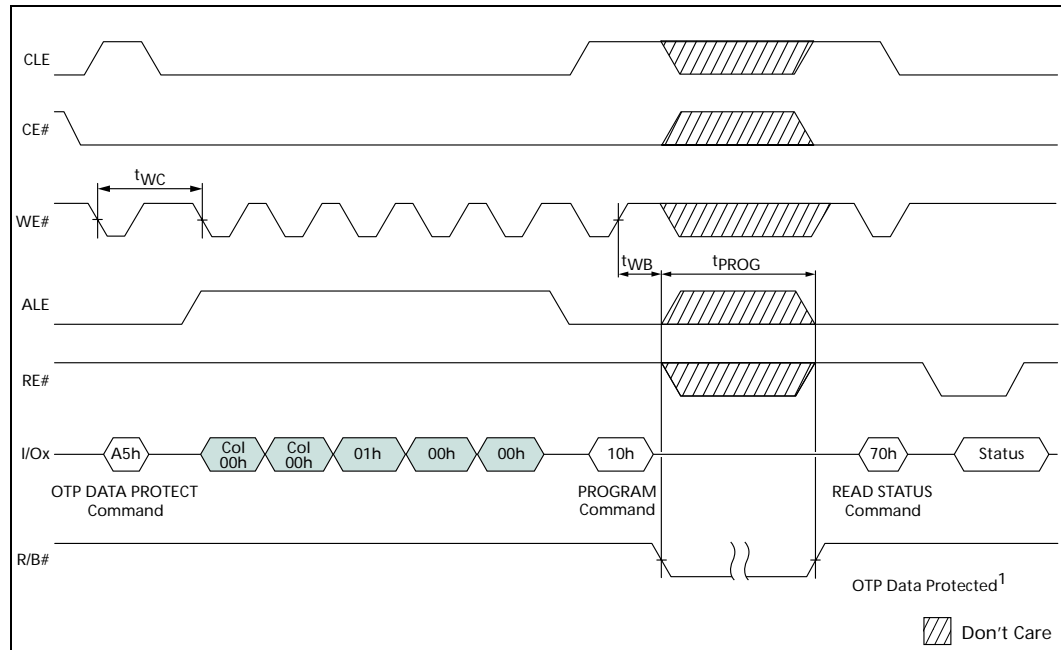 CLE
CE#
tWC
WE#
tWB tPROG
ALE
RE#
I/Ox A5h Col 00h Col 00h 01h 00h 00h 10h 70h Status
OTP DATA PROTECT Command
PROGRAM Command
READ STATUS Command
R/B#
OTP Data Protected1
Don't Care